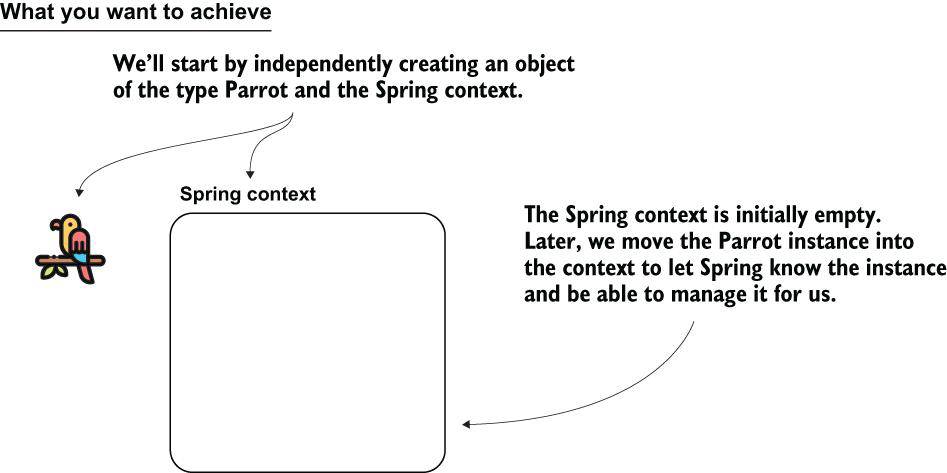 What you want to achieve
We’ll start by independently creating an object
of the type Parrot and the Spring context.
Spring context
The Spring context is initially empty.
Later, we move the Parrot instance into
the context to let Spring know the instance
and be able to manage it for us.